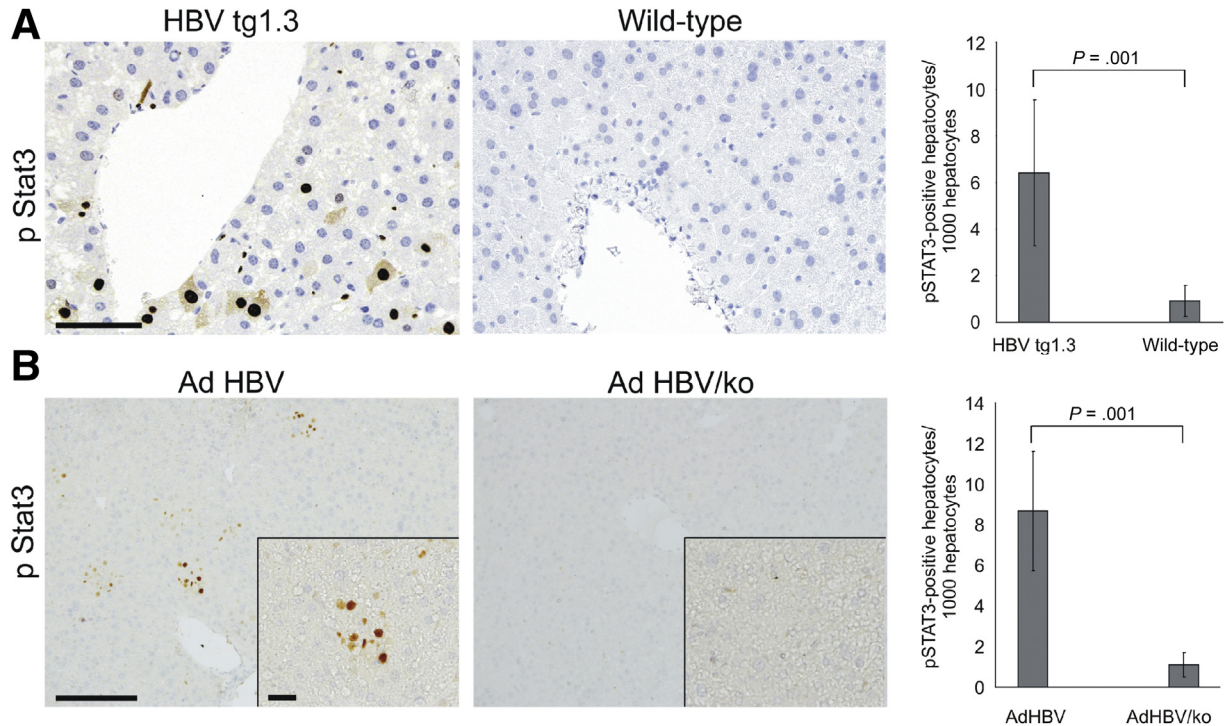 A
HBV tg1.3
Wild-type
p Stat3
pSTAT3-positive hepatocytes/
1000 hepatocytes
12
10
8
6
4
2
0
P = .001
HBV tg1.3
Wild-type
B
Ad HBV
Ad HBV/ko
p Stat3
pSTAT3-positive hepatocytes/
1000 hepatocytes
14
12
10
8
6
4
2
0
P = .001
AdHBV
AdHBV/ko